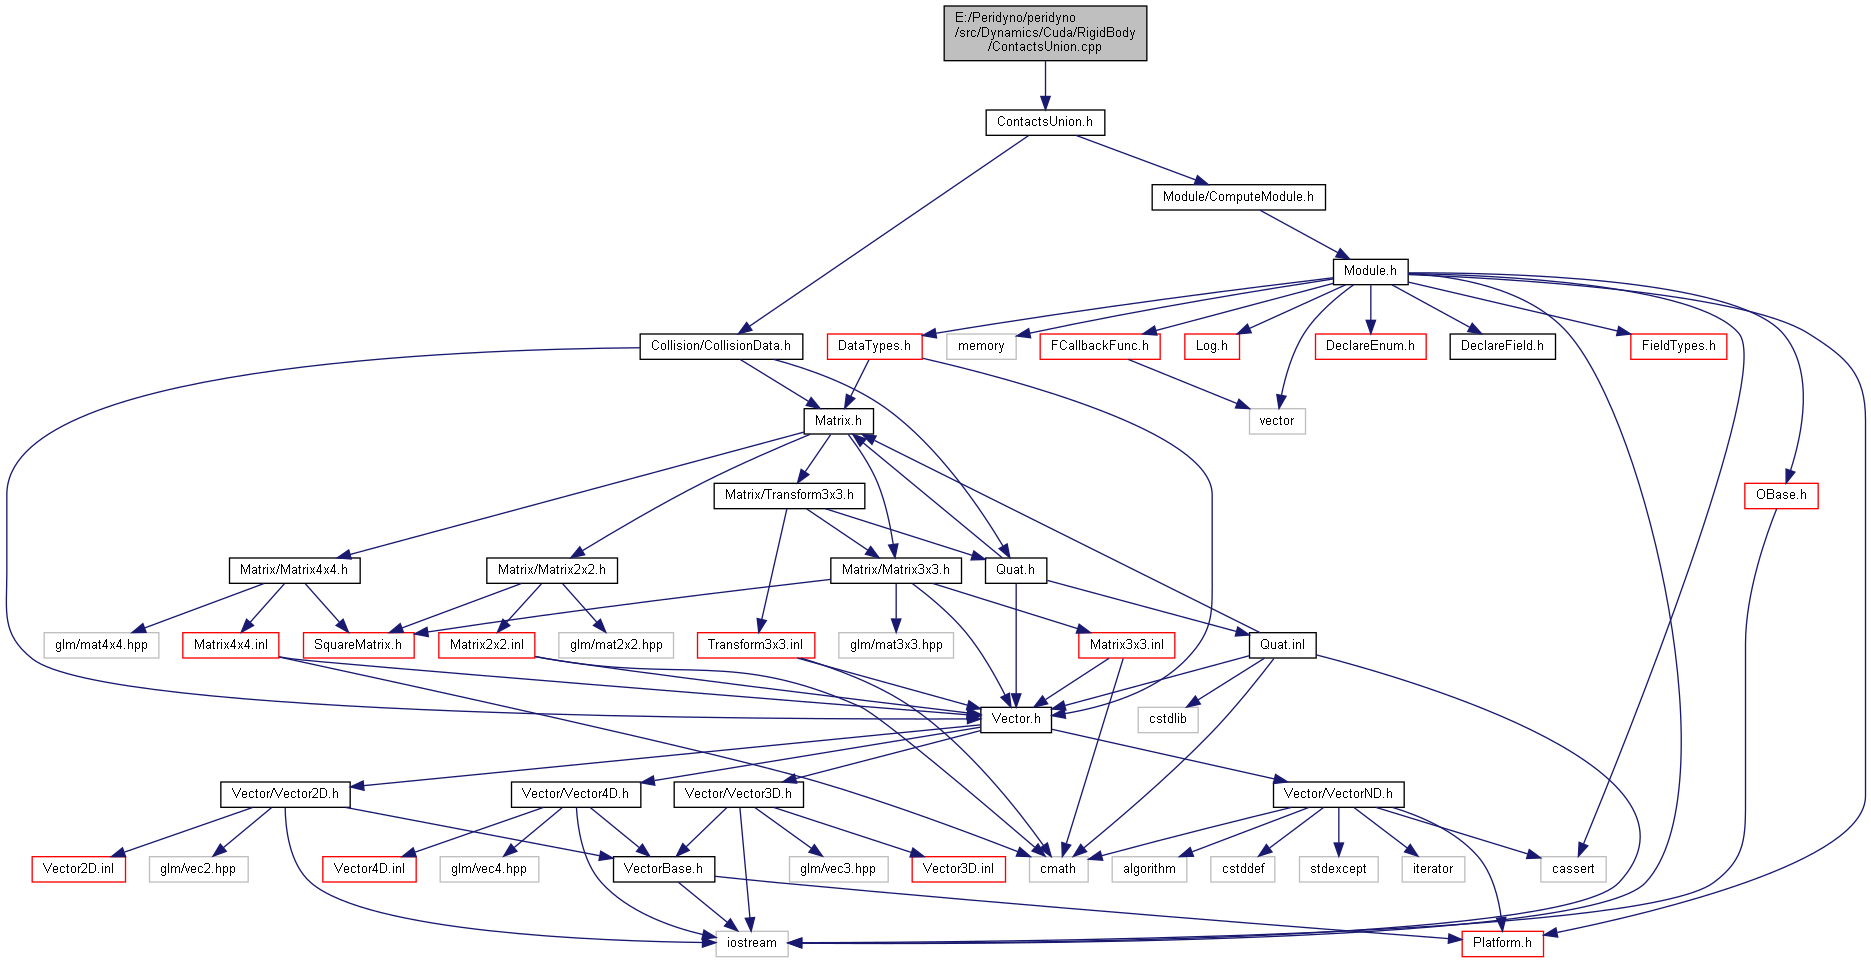 E:/Peridyno/peridyno
/src/Dynamics/Cuda/RigidBody
/ContactsUnion.cpp
ContactsUnion.h
Module/ComputeModule.h
Module.h
Collision/CollisionData.h
DataTypes.h
memory
FCallbackFunc.h
Log.h
DeclareEnum.h
DeclareField.h
FieldTypes.h
Matrix.h
vector
Matrix/Transform3x3.h
OBase.h
Matrix/Matrix4x4.h
Matrix/Matrix2x2.h
Matrix/Matrix3x3.h
Quat.h
glm/mat4x4.hpp
Matrix4x4.inl
SquareMatrix.h
Matrix2x2.inl
glm/mat2x2.hpp
Transform3x3.inl
glm/mat3x3.hpp
Matrix3x3.inl
Quat.inl
Vector.h
cstdlib
Vector/Vector2D.h
Vector/Vector4D.h
Vector/Vector3D.h
Vector/VectorND.h
Vector2D.inl
glm/vec2.hpp
Vector4D.inl
glm/vec4.hpp
VectorBase.h
glm/vec3.hpp
Vector3D.inl
cmath
algorithm
cstddef
stdexcept
iterator
cassert
iostream
Platform.h